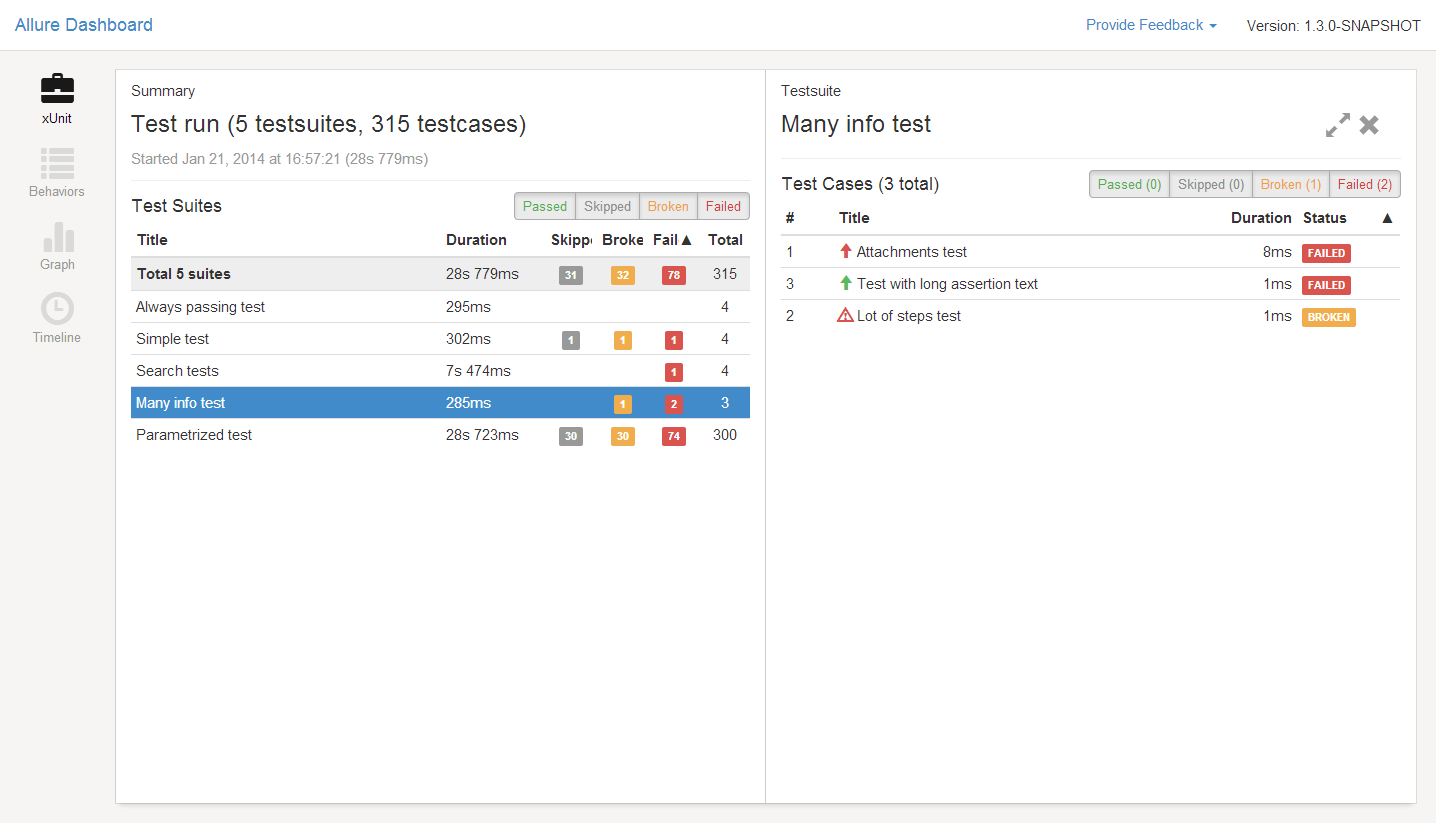 Allure Dashboard
Provide Feedback
Version: 1.3.0-SNAPSHOT
xUnit
Behaviors
Graph
Timeline
Summary
Test run (5 testsuites, 315 testcases)
Started Jan 21, 2014 at 16:57:21 (28s 779ms)
Test Suites
Passed Skipped Broken Failed
Title Duration Skippe Broke Fail ▲ Total
Total 5 suites 28s 779ms 31 32 78 315
Always passing test 295ms 4
Simple test 302ms 1 1 1 4
Search tests 7s 474ms 1 4
Many info test 285ms 1 2 3
Parametrized test 28s 723ms 30 30 74 300
Testsuite
Many info test
Test Cases (3 total)
Passed (0) Skipped (0) Broken (1) Failed (2)
# Title Duration Status ▲
1 Attachments test 8ms FAILED
3 Test with long assertion text 1ms FAILED
2 Lot of steps test 1ms BROKEN